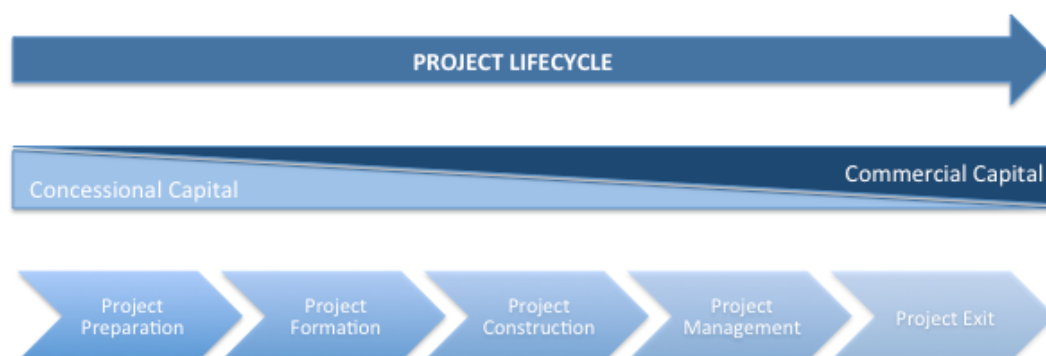 PROJECT LIFECYCLE
Commercial Capital
Concessional Capital
Project
Preparation
Project
Formation
Project
Construction
Project
Management
Project Exit